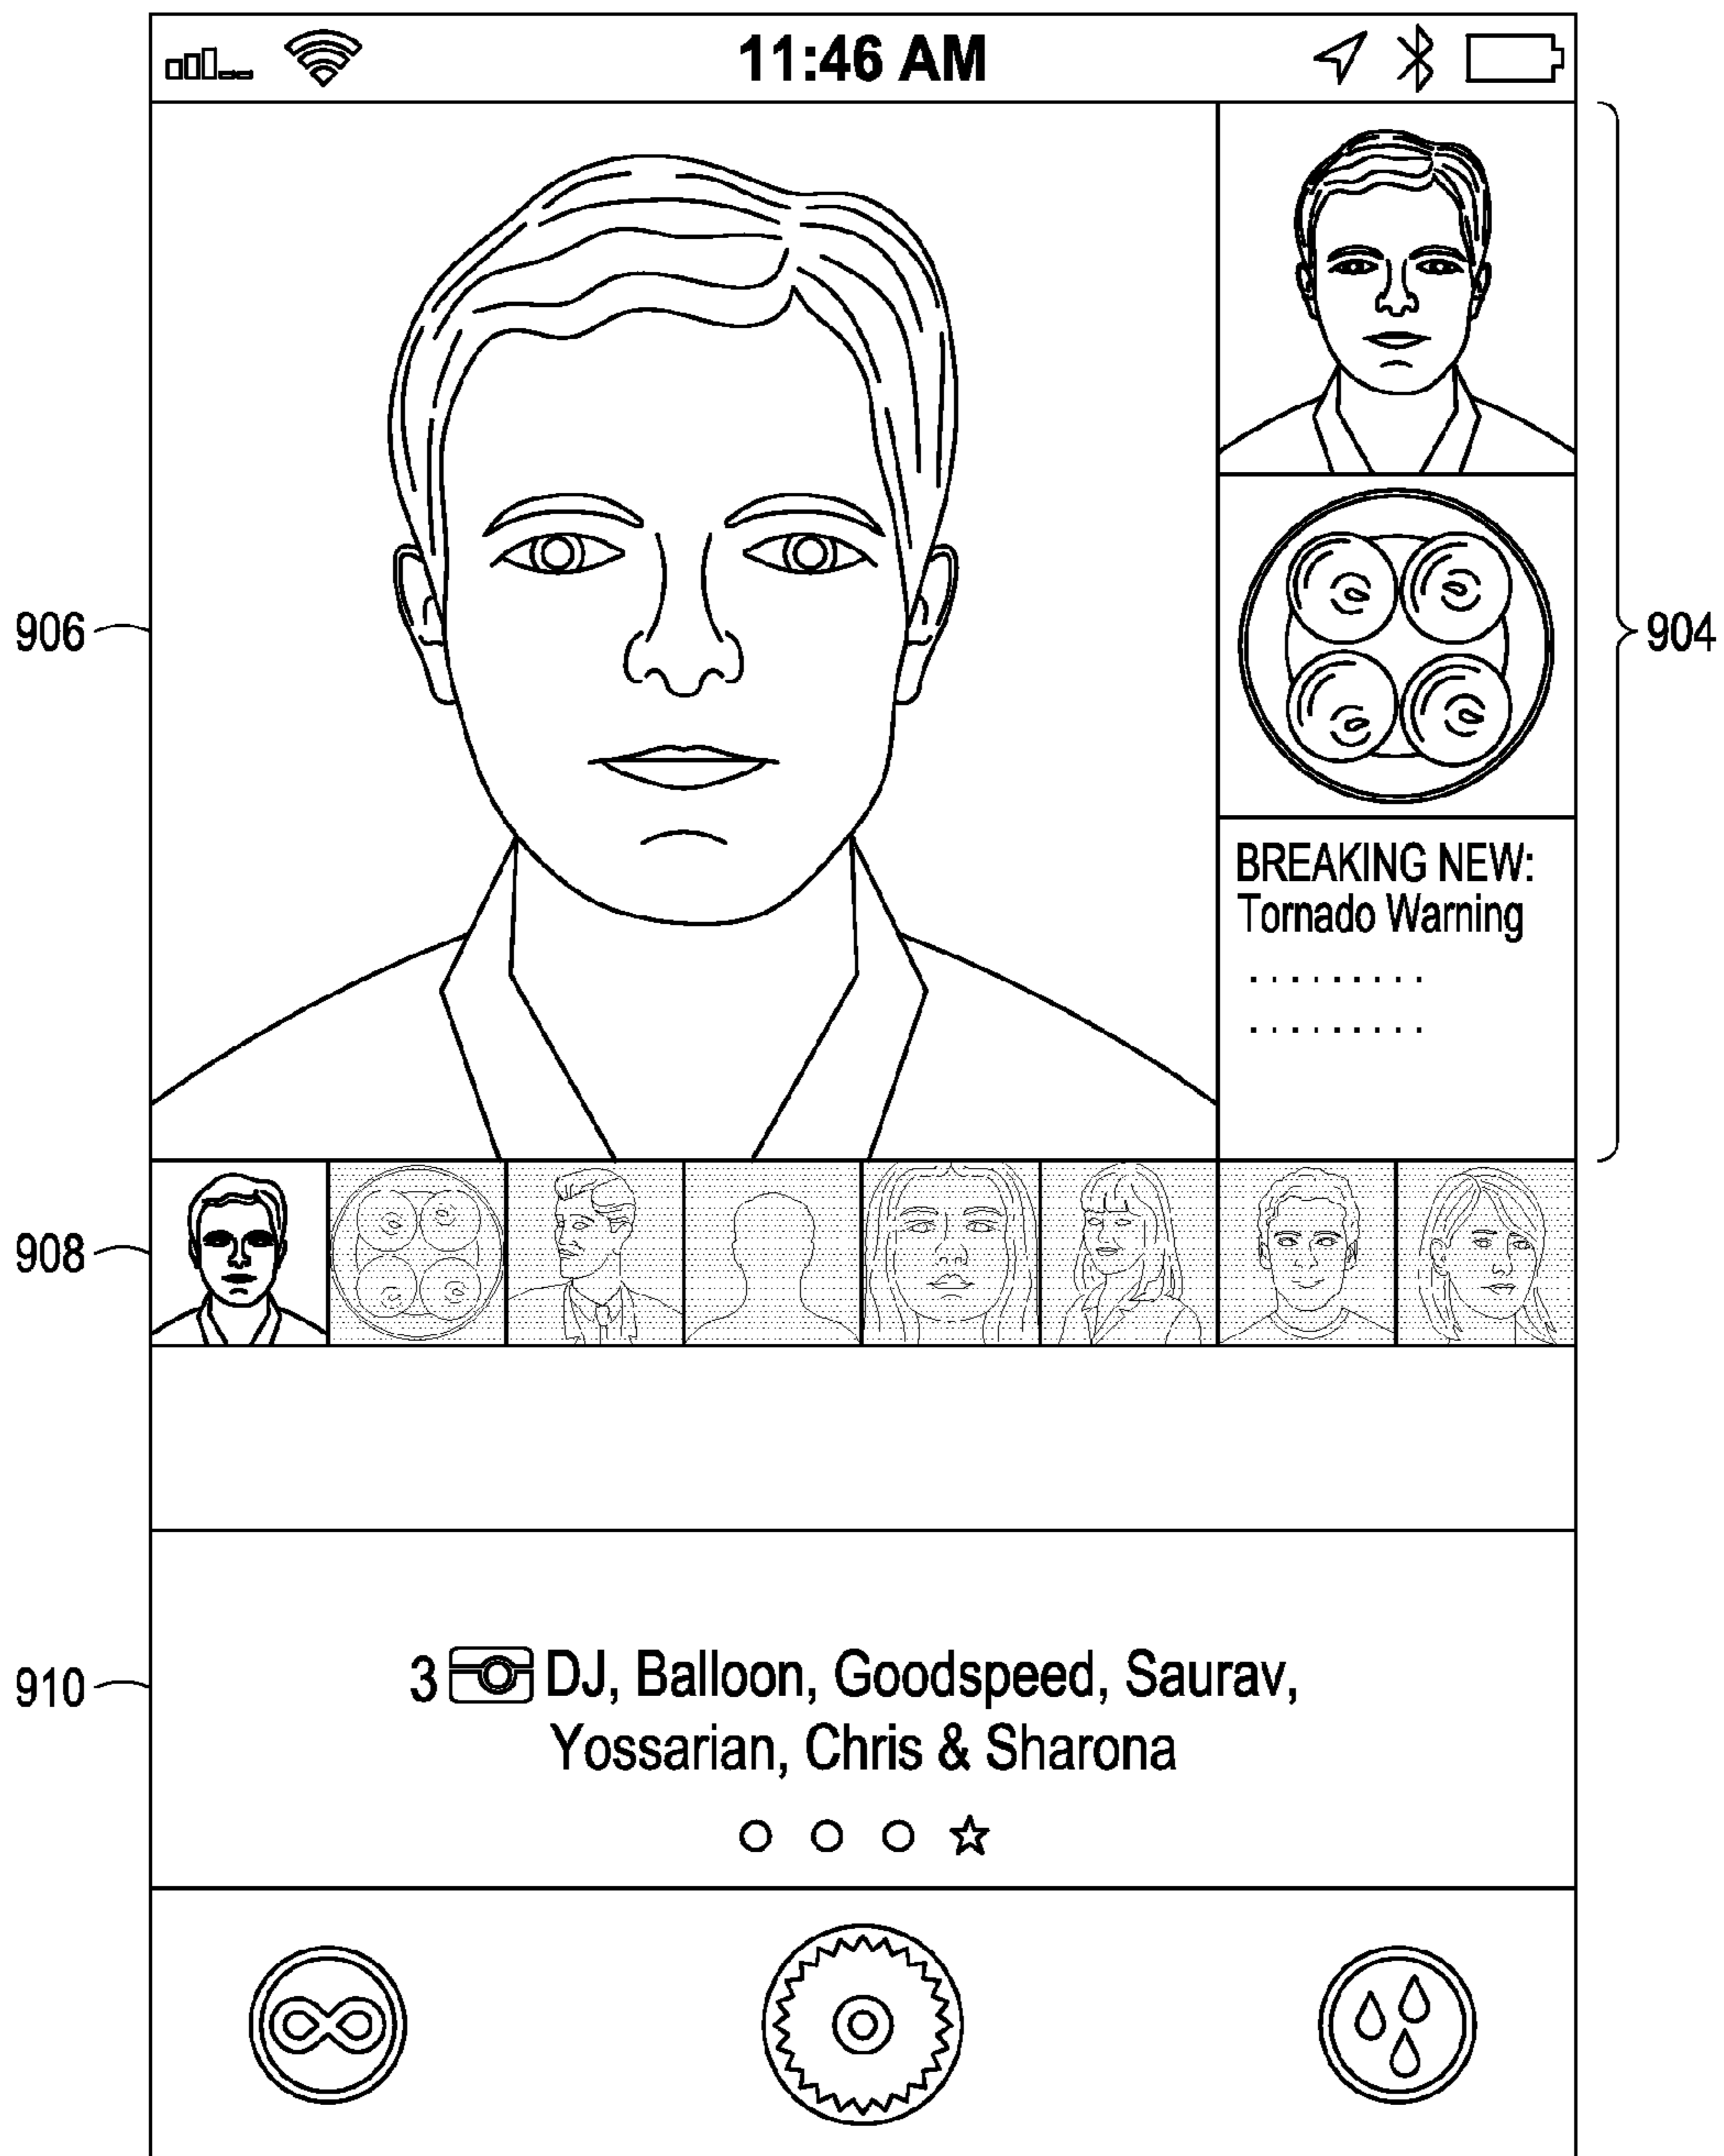 11:46 AM
906
904
BREAKING NEW:
Tornado Warning
908
910
3 DJ, Balloon, Goodspeed, Saurav,
Yossarian, Chris & Sharona